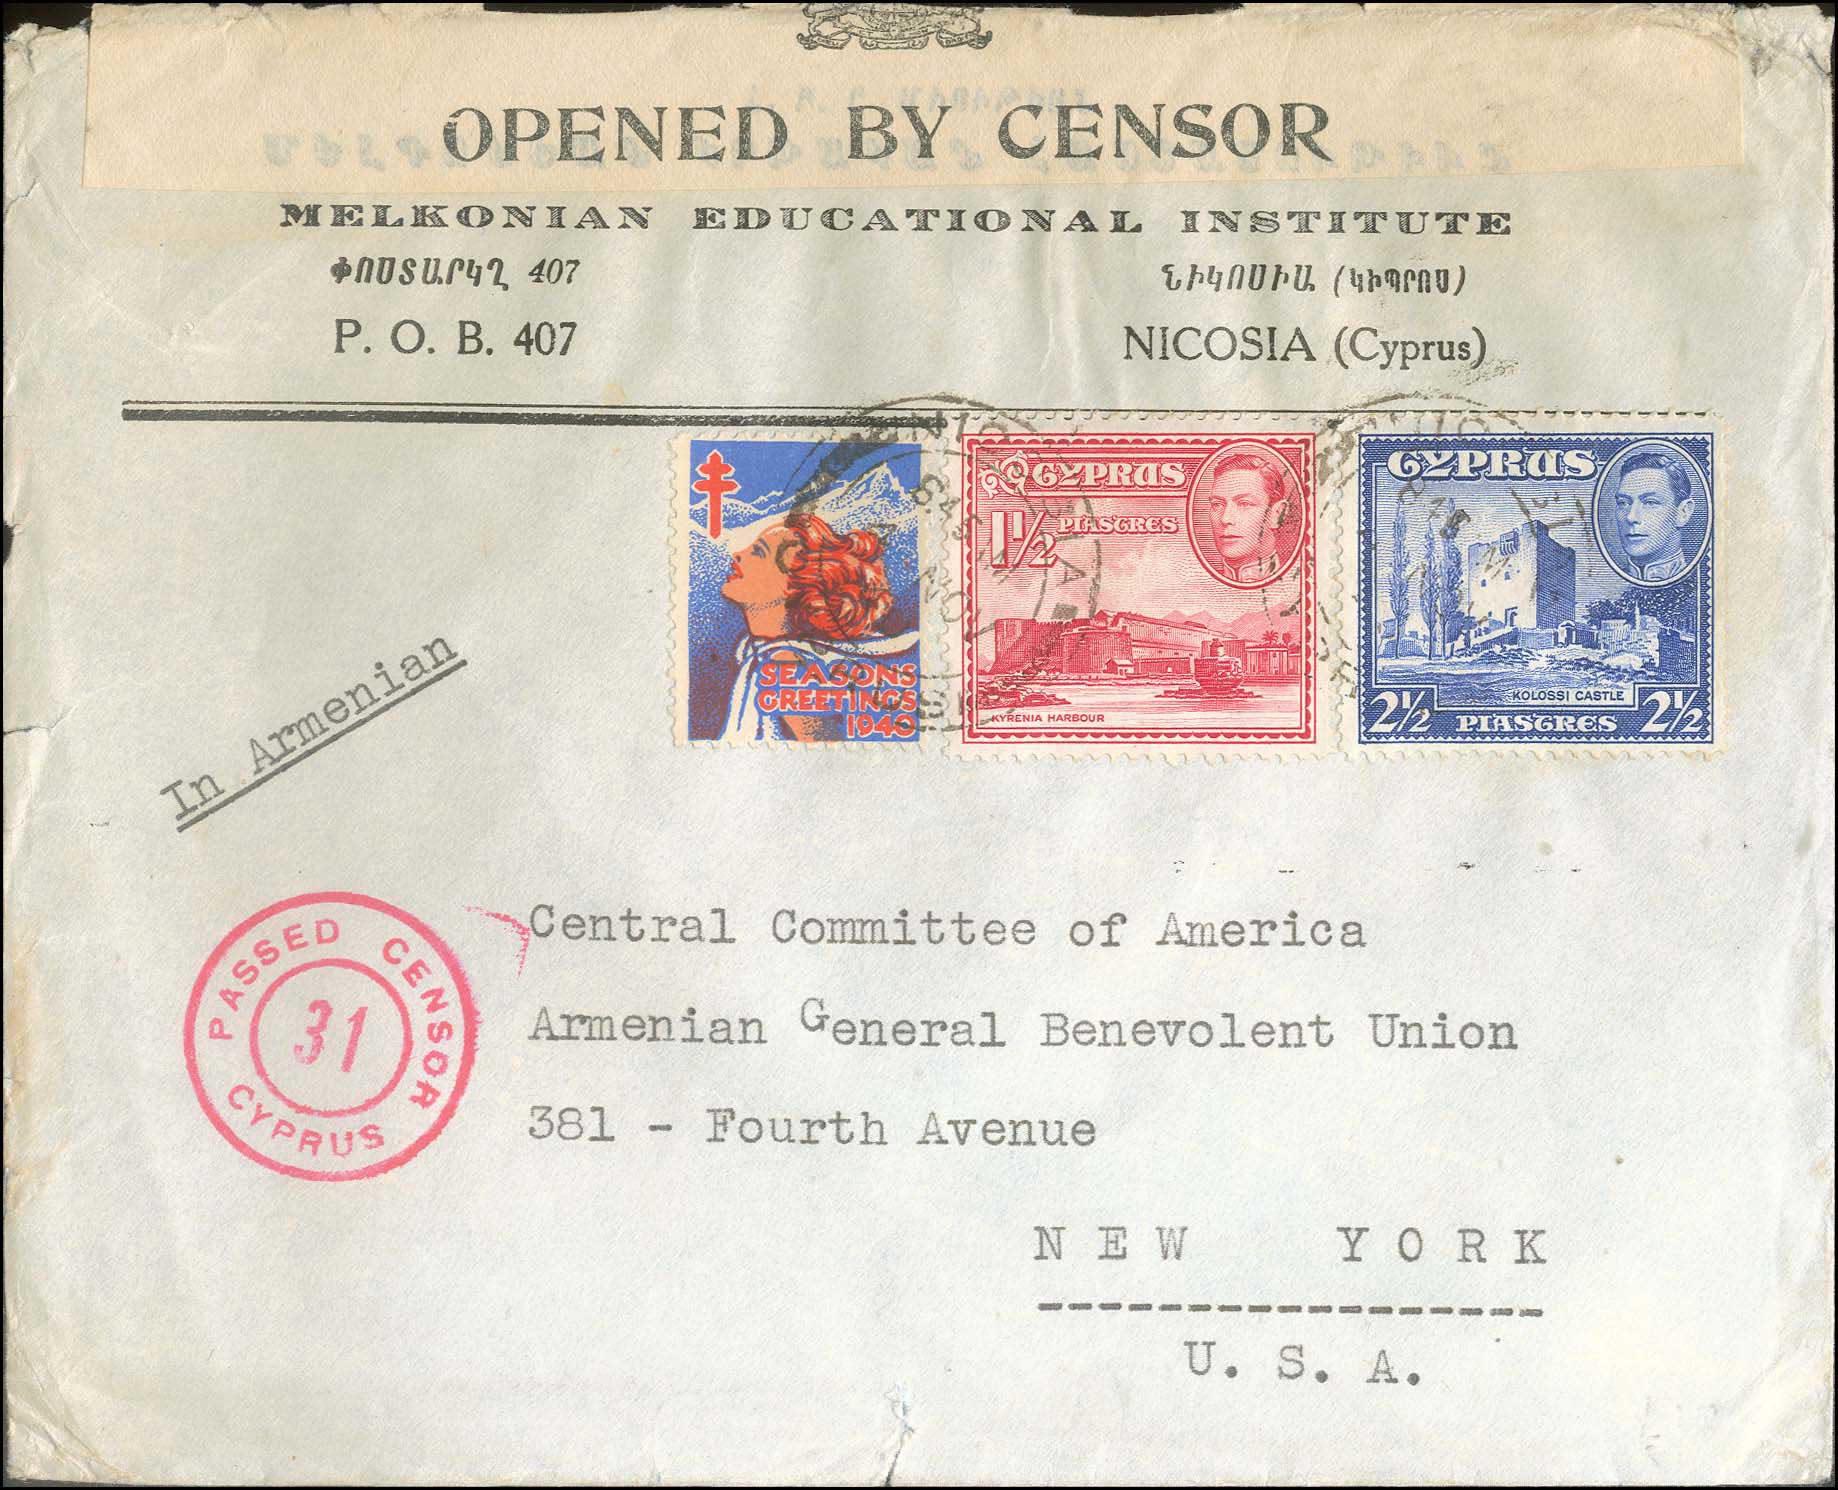 OPENED BY CENSOR
MELKONIAN EDUCATIONAL INSTITUTE
ՓՈՍՏԱՐԿՂ 407
ՆԻԿՈՍԻԱ (ԿԻՊՐՈՍ)
P. O. B. 407
NICOSIA (Cyprus)
SEASONS
GREETINGS
1940
CYPRUS
1½ PIASTRES
KYRENIA HARBOUR
CYPRUS
KOLOSSI CASTLE
2½ PIASTRES 2½
In Armenian
PASSED CENSOR
31
CYPRUS
Central Committee of America
Armenian General Benevolent Union
381 - Fourth Avenue
NEW YORK
U. S. A.